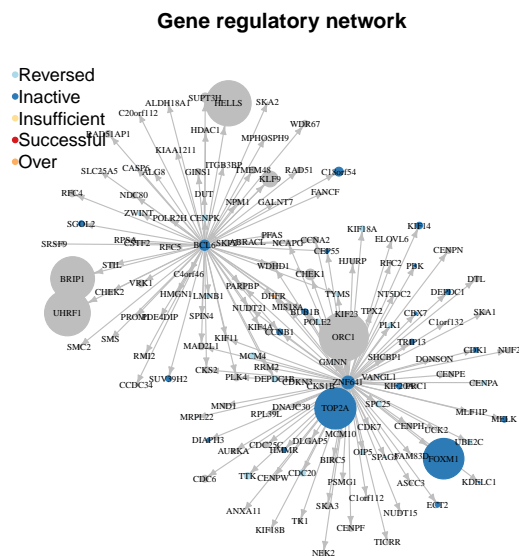 Gene regulatory network
Reversed
Inactive
Insufficient
Successful
Over
SUPT3H
HELLS
SKA2
ALDH18A1
C20orf112
WDR67
HDAC1
MPHOSPH9
RAD51AP1
KIAA1211
ITGB3BP
CASP6
ALG8
GINS1
TMEM48
RAD51
C18orf54
SLC25A5
KLF9
RFC4
NDC80
DUT
NPM1
GALNT7
FANCF
ZWINT
POLR2H
CENPK
SGOL2
KIF18A
KIF14
SRSF9
RPSA
CSTF2
RFC5
BCL6
SKP2
ABRACL
PFAS
NCAPG
CCNA2
CEP55
ELOVL6
CENPN
STIL
C4orf46
WDHD1
HJURP
RFC2
PBK
BRIP1
CHEK2
VRK1
HMGN1
LMNB1
PARPBP
DHFR
CHEK1
TYMS
NT5DC2
DEPDC1
DTL
UHRF1
PROM1
PDE4DIP
SPIN4
NUDT21
MIS18A
BUB1B
POLE2
KIF23
TPX2
CBX7
SKA1
SMC2
SMS
MAD2L1
KIF11
KIF4A
CCNB1
ORC1
PLK1
C1orf132
TRIP13
RMI2
MCM4
GMNN
SHCBP1
DONSON
CDK1
NUF2
CCDC34
SUV39H2
CKS2
PLK4
RRM2
DEPDC1B
CDKN3
CKS1B
ZNF641
VANGL1
KIF20A
PRC1
CENPE
CENPA
MND1
RPL39L
DNAJC30
TOP2A
SPC25
MRPL22
MCM10
CDK7
CENPH
UCK2
MLF1IP
MELK
DIAPH3
AURKA
CDC25C
HMMR
DLGAP5
OIP5
SPAG5
FAM83D
UBE2C
FOXM1
CDC6
TTK
CENPW
CDC20
BIRC5
PSMG1
ASCC3
KDELC1
ANXA11
SKA3
C1orf112
NUDT15
ECT2
KIF18B
TK1
CENPF
TICRR
NEK2